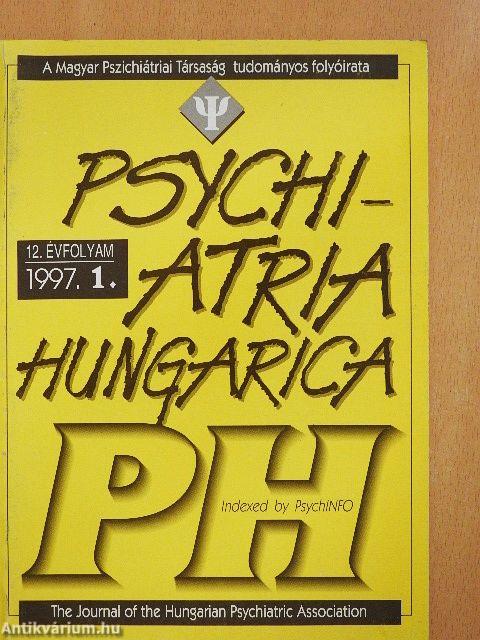 A Magyar Pszichiátriai Társaság tudományos folyóirata
Ψ
PSYCHI-
12. ÉVFOLYAM
1997. 1.
ATRIA
HUNGARICA
PH
Indexed by PsychINFO
The Journal of the Hungarian Psychiatric Association
Antikvárium.hu